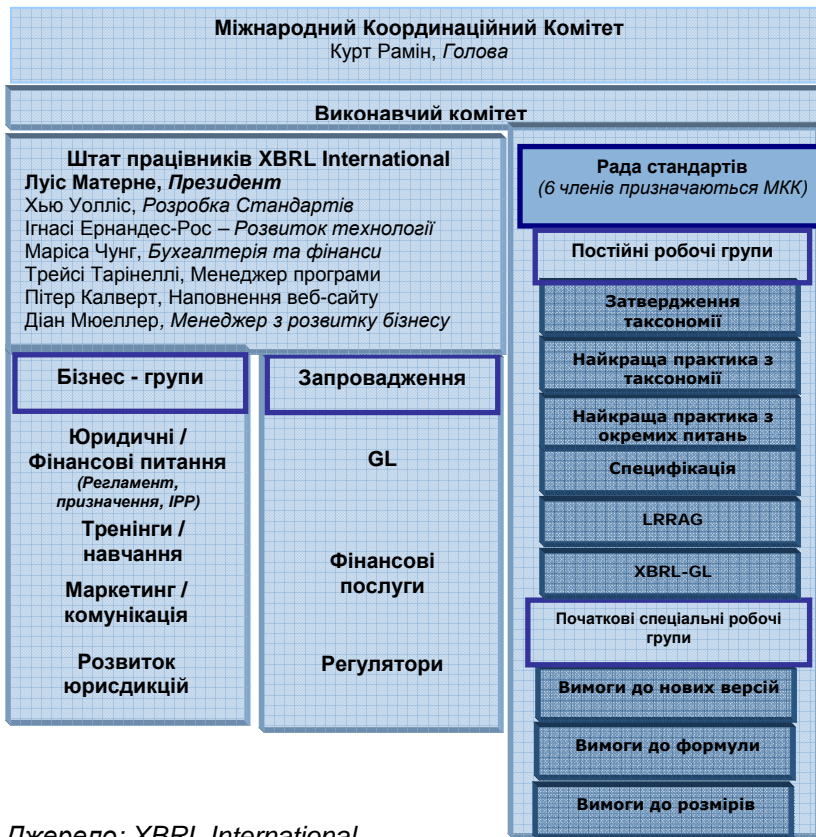 Міжнародний Координаційний Комітет
Курт Рамін, Голова
Виконавчий комітет
Штат працівників XBRL International
Луіс Матерне, Президент
Хью Уолліс, Розробка Стандартів
Ігнасі Ернандес-Рос – Розвиток технології
Маріса Чунг, Бухгалтерія та фінанси
Трейсі Тарінеллі, Менеджер програми
Пітер Калверт, Наповнення веб-сайту
Діан Мюеллер, Менеджер з розвитку бізнесу
Бізнес - групи
Юридичні /
Фінансові питання
(Регламент,
призначення, IPP)
Тренінги /
навчання
Маркетинг /
комунікація
Розвиток
юрисдикцій
Запровадження
GL
Фінансові
послуги
Регулятори
Рада стандартів
(6 членів призначаються МКК)
Постійні робочі групи
Затвердження
таксономії
Найкраща практика з
таксономії
Найкраща практика з
окремих питань
Специфікація
LRRAG
XBRL-GL
Початкові спеціальні робочі
групи
Вимоги до нових версій
Вимоги до формули
Вимоги до розмірів
Джерело: XBRL International